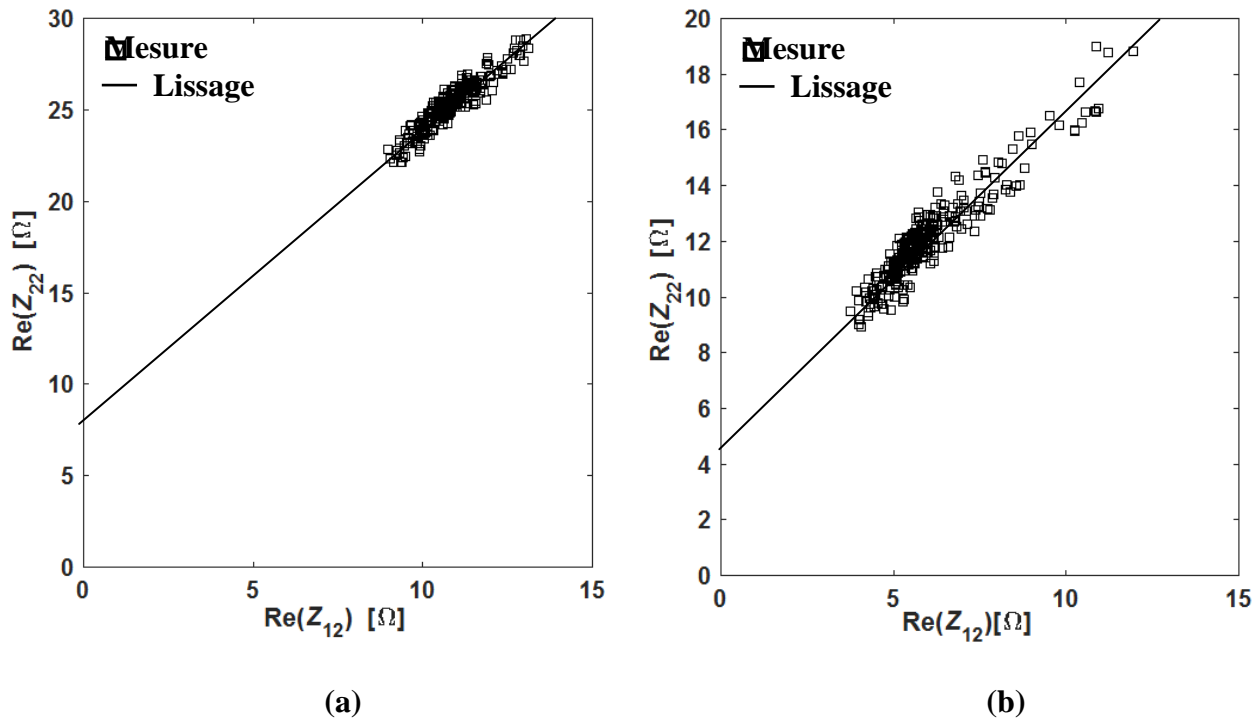 30
25
20
15
10
5
0
Re(Z22) [Ω]
Mesure
Lissage
0 5 10 15
Re(Z12) [Ω]
(a)
20
18
16
14
12
10
8
6
4
2
0
Re(Z22) [Ω]
Mesure
Lissage
0 5 10 15
Re(Z12)[Ω]
(b)